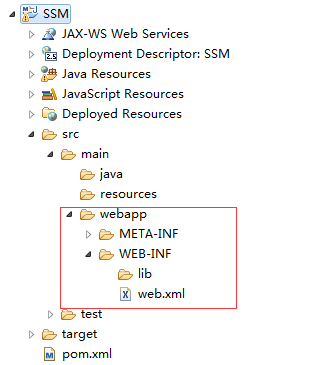 SSM
JAX-WS Web Services
Deployment Descriptor: SSM
Java Resources
JavaScript Resources
Deployed Resources
src
main
java
resources
webapp
META-INF
WEB-INF
lib
web.xml
test
target
pom.xml